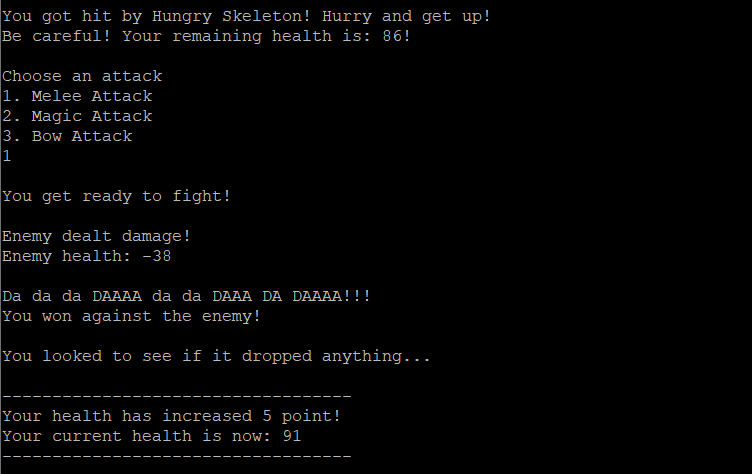 You got hit by Hungry Skeleton! Hurry and get up!
Be careful! Your remaining health is: 86!
Choose an attack
1. Melee Attack
2. Magic Attack
3. Bow Attack
1
You get ready to fight!
Enemy dealt damage!
Enemy health: -38
Da da da DAAAA da da DAAA DA DAAAA!!!
You won against the enemy!
You looked to see if it dropped anything...
-----------------------------------
Your health has increased 5 point!
Your current health is now: 91
-----------------------------------